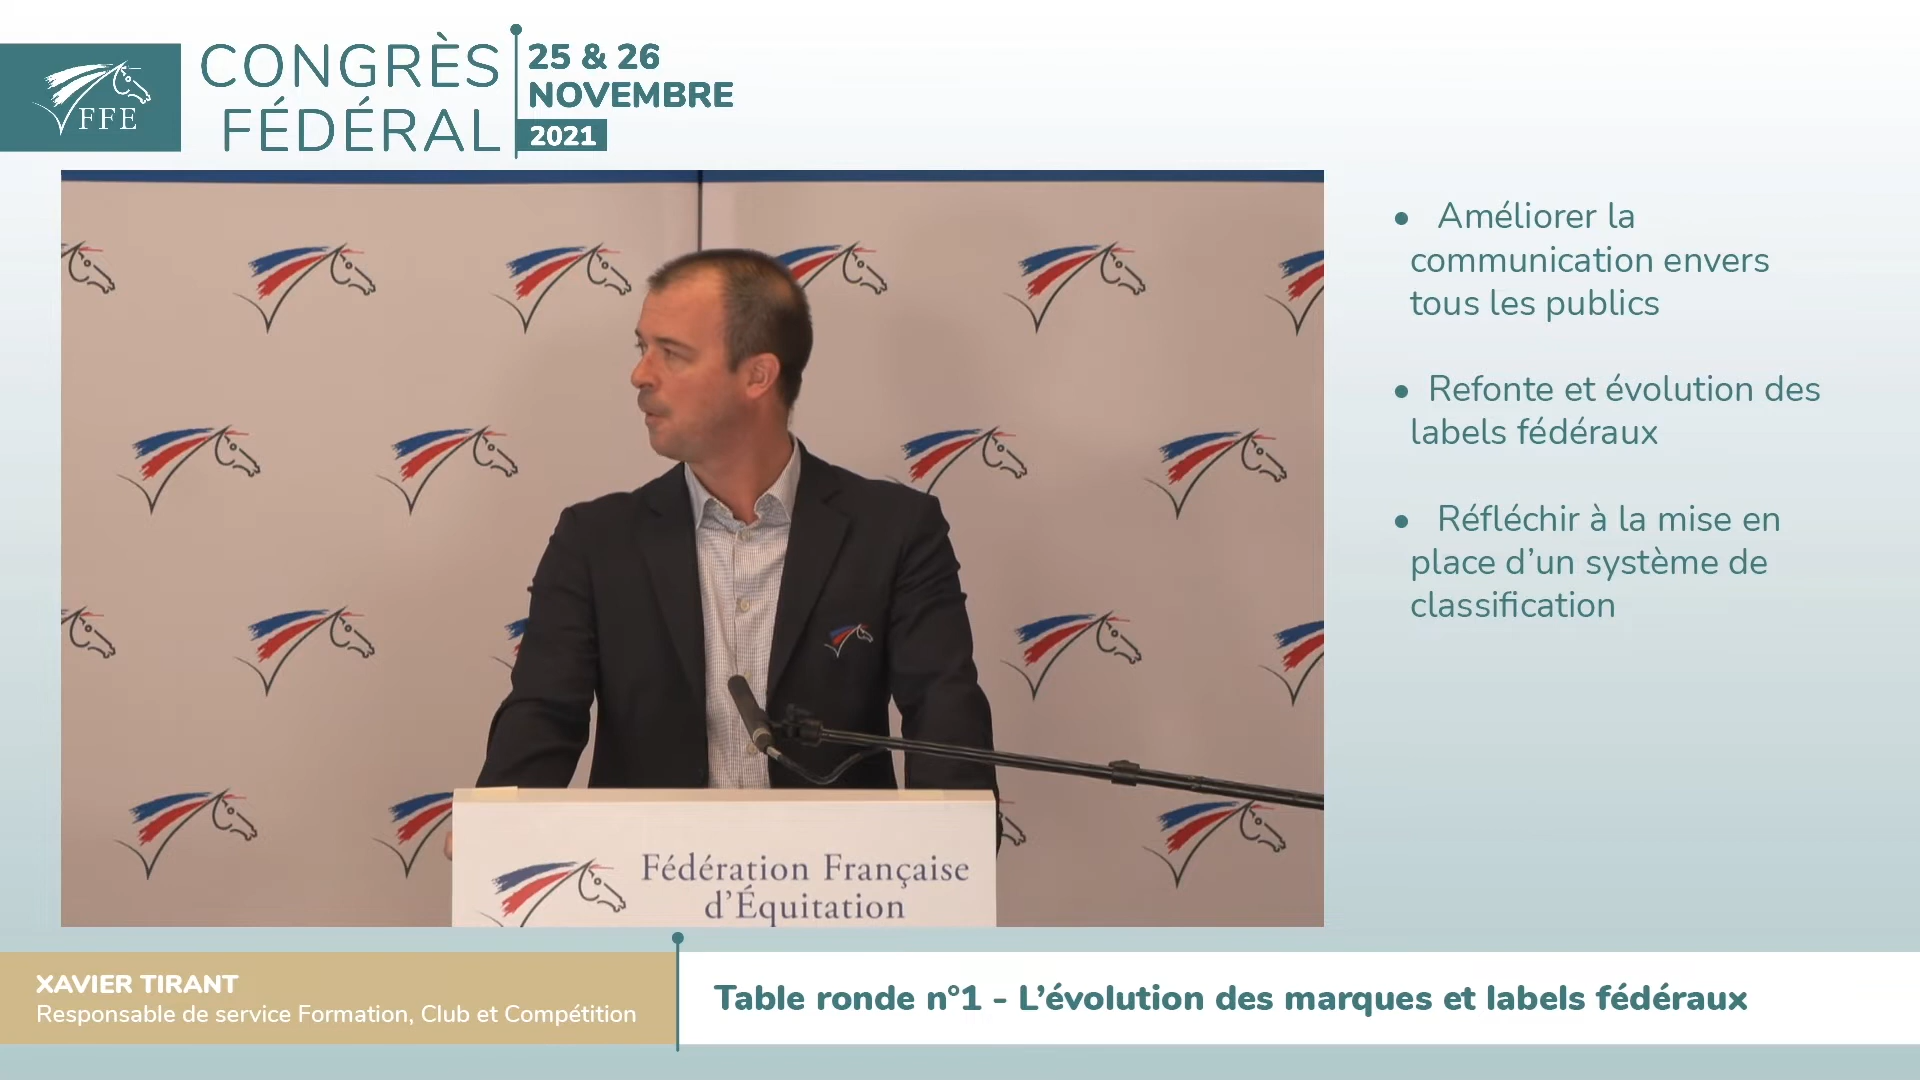 FFE
CONGRÈS
FÉDÉRAL
25 & 26
NOVEMBRE
2021
• Améliorer la
communication envers
tous les publics
• Refonte et évolution des
labels fédéraux
• Réfléchir à la mise en
place d’un système de
classification
Fédération Française
d’Équitation
XAVIER TIRANT
Responsable de service Formation, Club et Compétition
Table ronde n°1 - L’évolution des marques et labels fédéraux